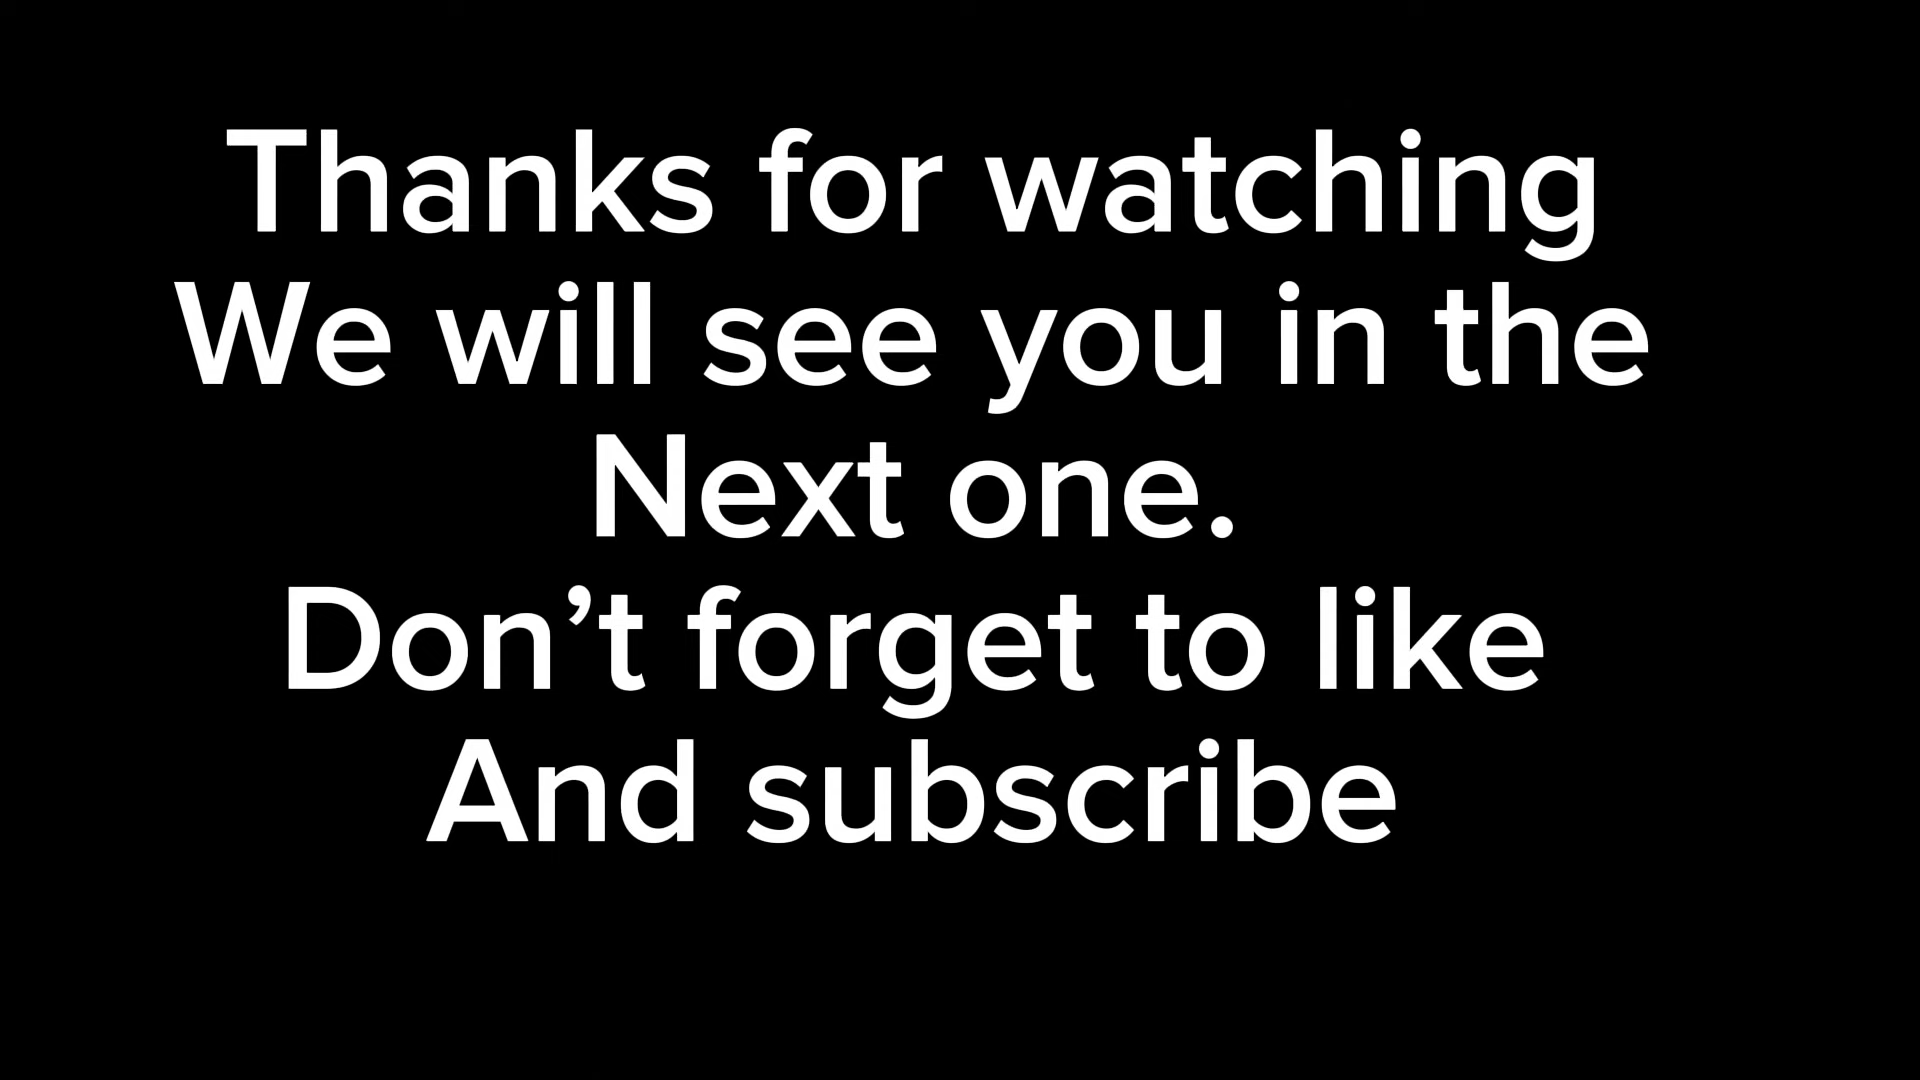 Thanks for watching
We will see you in the
Next one.
Don’t forget to like
And subscribe